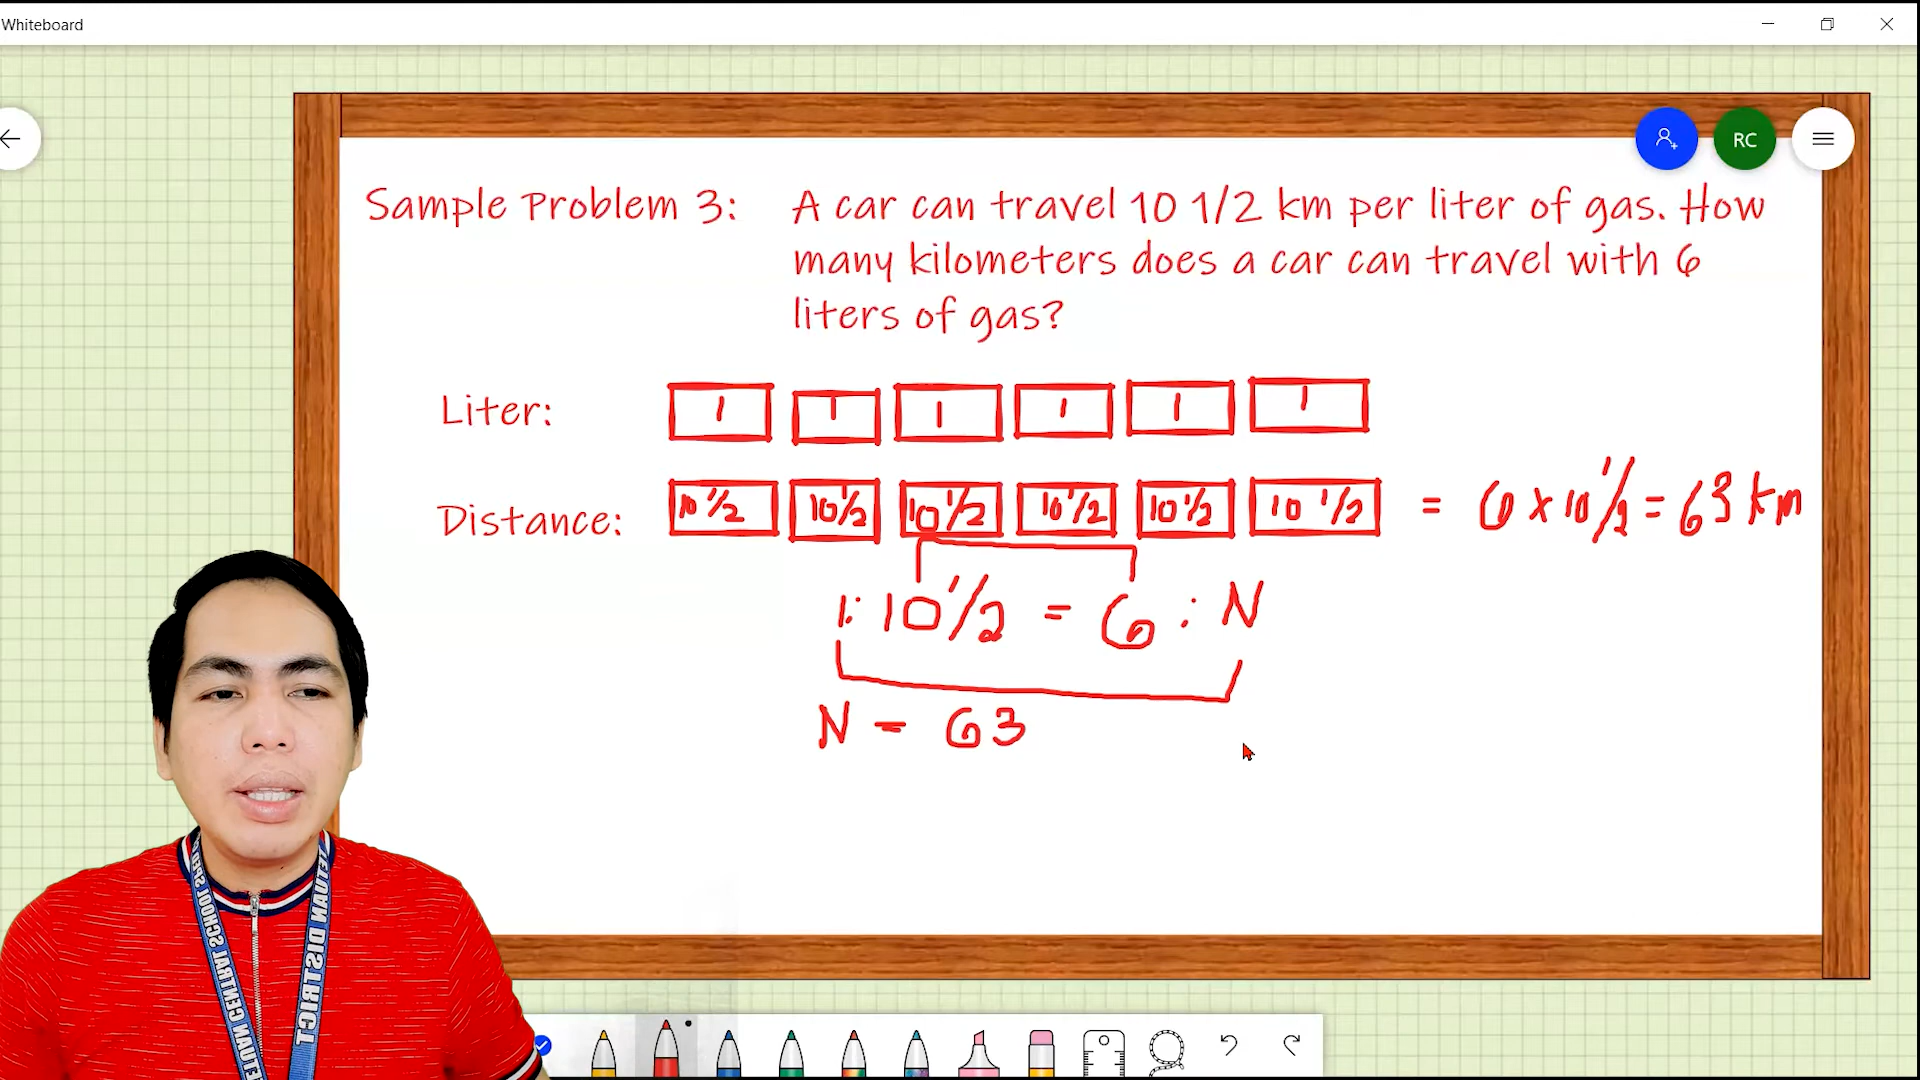 Whiteboard
RC
Sample Problem 3: A car can travel 10 1/2 km per liter of gas. How
many kilometers does a car can travel with 6
liters of gas?
Liter: 1 1 1 1 1 1
Distance: 10 1/2 10 1/2 10 1/2 10 1/2 10 1/2 10 1/2 = 6 x 10 1/2 = 63 km
1: 10 1/2 = 6 : N
N = 63
CENTRAL SCHOOL
DISTRICT